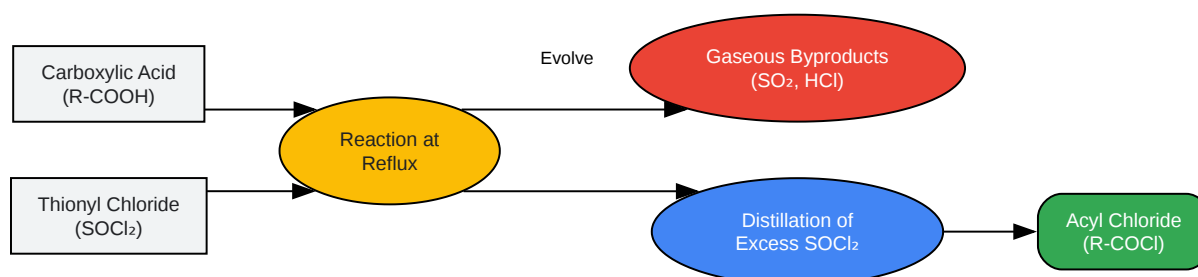 Carboxylic Acid
(R-COOH)
Thionyl Chloride
(SOCl₂)
Reaction at
Reflux
Evolve
Gaseous Byproducts
(SO₂, HCl)
Distillation of
Excess SOCl₂
Acyl Chloride
(R-COCl)